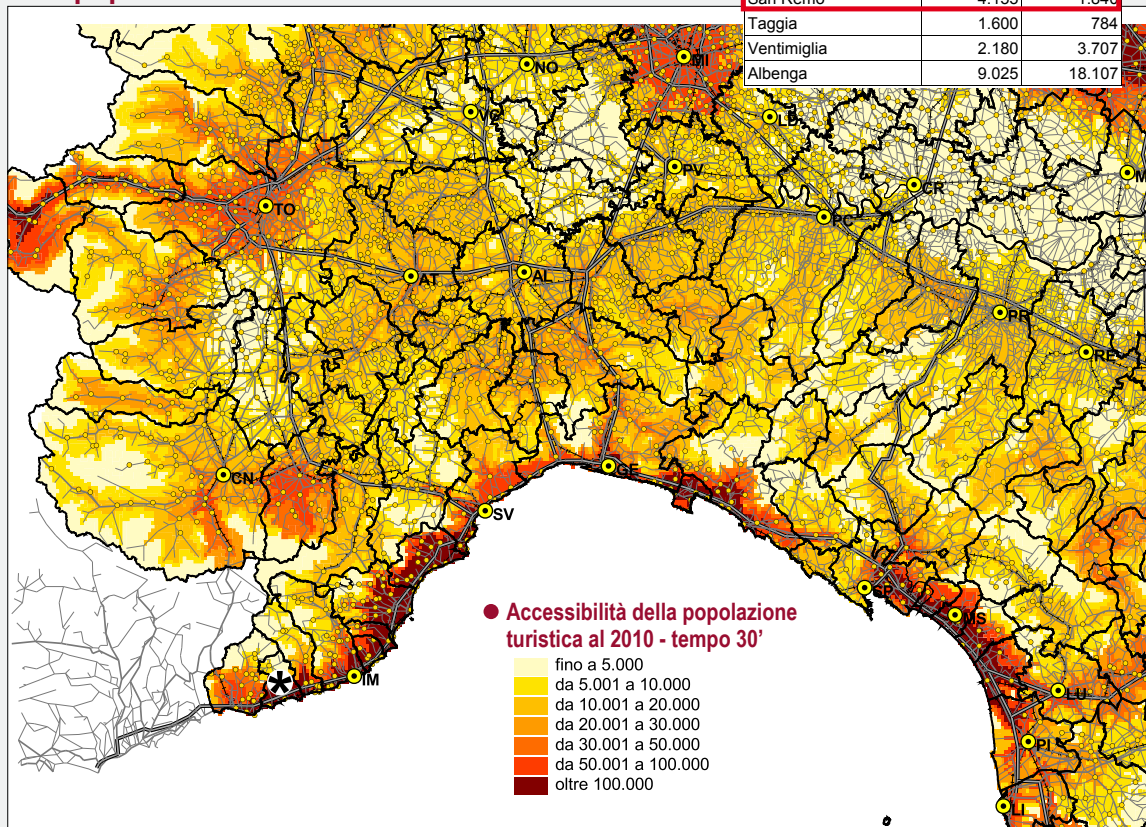 Taggia 1.600 784
Ventimiglia 2.180 3.707
Albenga 9.025 18.107
NO
MI
LO
PV
CR
TO
PC
AT
AL
PR
RE
CN
GE
SV
SP
MS
IM
LU
PI
LI
*
● Accessibilità della popolazione
turistica al 2010 - tempo 30’
fino a 5.000
da 5.001 a 10.000
da 10.001 a 20.000
da 20.001 a 30.000
da 30.001 a 50.000
da 50.001 a 100.000
oltre 100.000